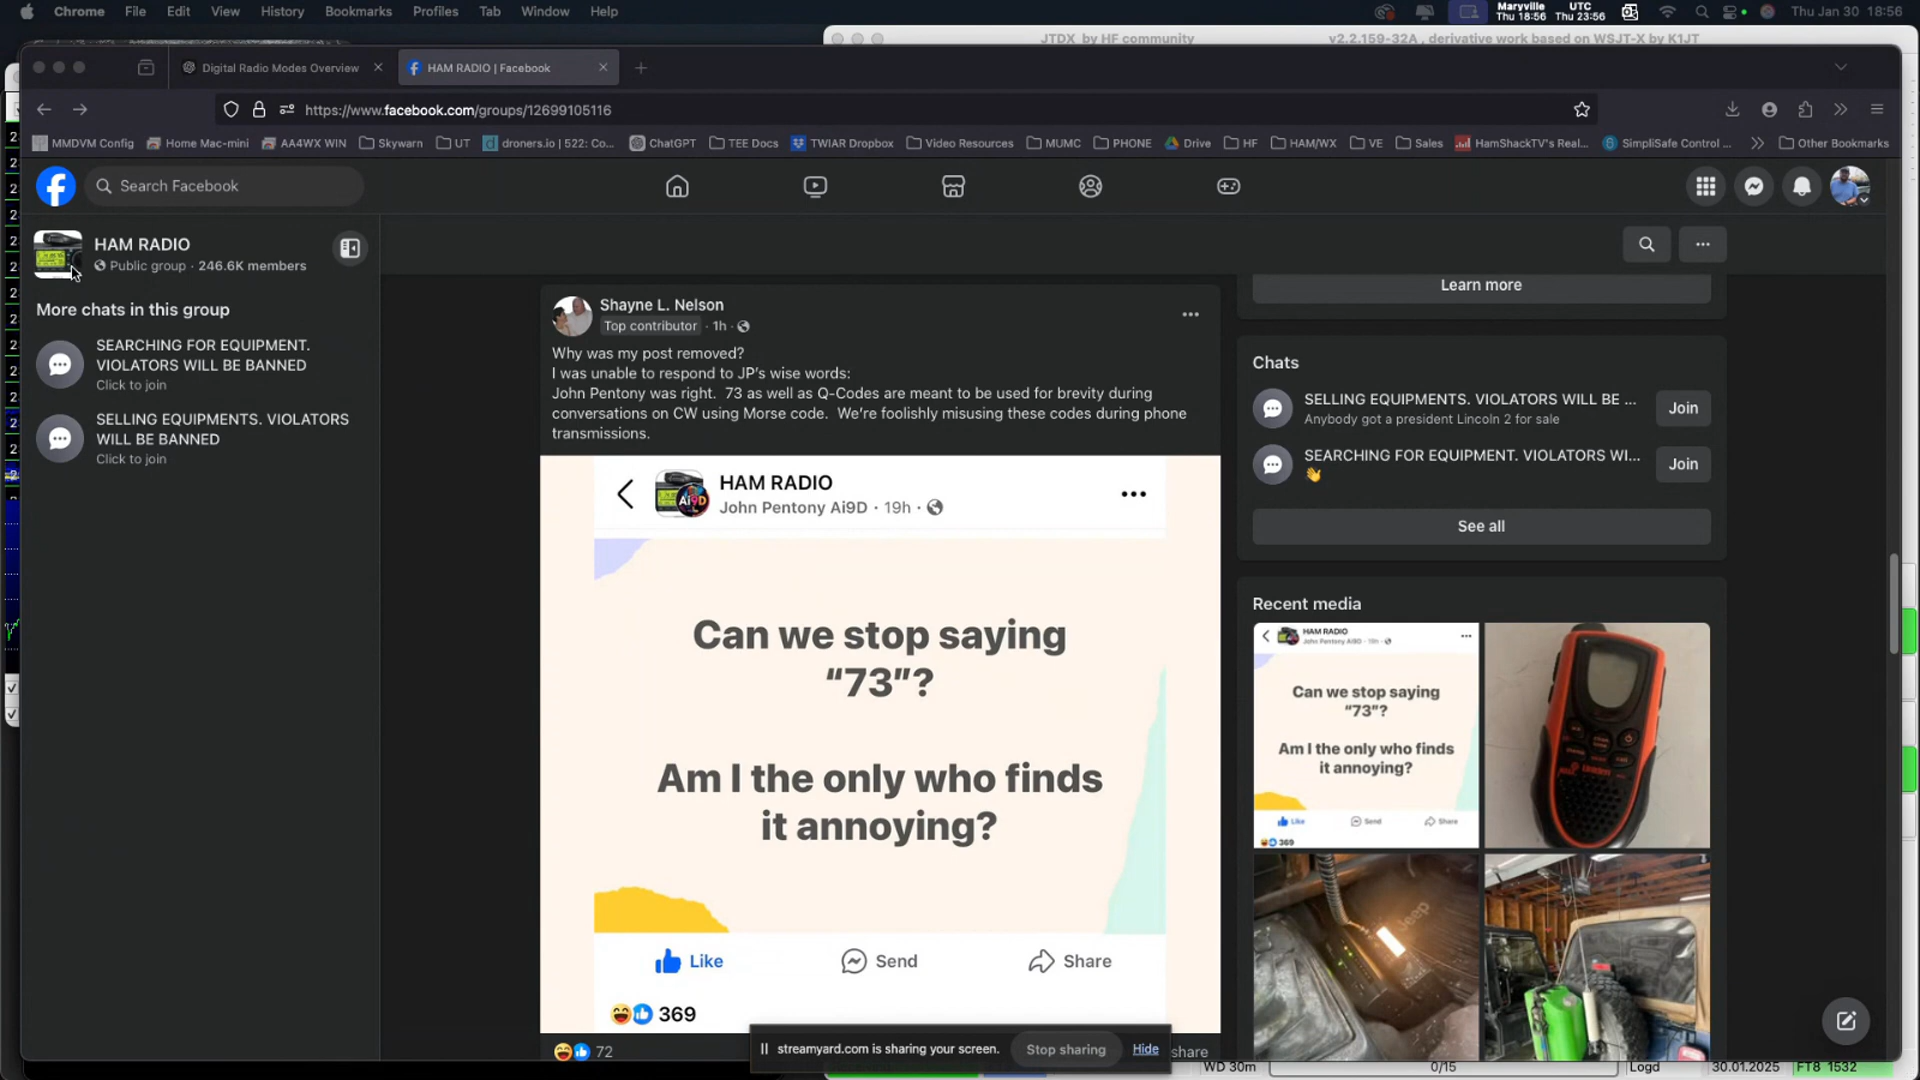 Chrome File Edit View History Bookmarks Profiles Tab Window Help
Maryville
Thu 18:56
UTC
Thu 23:56
Thu Jan 30 18:56
JTDX by HF community v2.2.159-32A , derivative work based on WSJT-X by K1JT
Digital Radio Modes Overview
HAM RADIO | Facebook
https://www.facebook.com/groups/12699105116
MMDVM Config Home Mac-mini AA4WX WIN Skywarn UT droners.io | 522: Co... ChatGPT TEE Docs TWIAR Dropbox Video Resources MUMC PHONE Drive HF HAM/WX VE Sales HamShackTV's Real... SimpliSafe Control ... Other Bookmarks
Search Facebook
HAM RADIO
Public group · 246.6K members
More chats in this group
SEARCHING FOR EQUIPMENT.
VIOLATORS WILL BE BANNED
Click to join
SELLING EQUIPMENTS. VIOLATORS
WILL BE BANNED
Click to join
Shayne L. Nelson
Top contributor · 1h ·
Why was my post removed?
I was unable to respond to JP's wise words:
John Pentony was right. 73 as well as Q-Codes are meant to be used for brevity during
conversations on CW using Morse code. We're foolishly misusing these codes during phone
transmissions.
HAM RADIO
John Pentony Ai9D · 19h ·
Can we stop saying
“73”?
Am I the only who finds
it annoying?
Like Send Share
369
72
share
streamyard.com is sharing your screen. Stop sharing Hide
Learn more
Chats
SELLING EQUIPMENTS. VIOLATORS WILL BE ...
Anybody got a president Lincoln 2 for sale
Join
SEARCHING FOR EQUIPMENT. VIOLATORS WI...
Join
See all
Recent media
HAM RADIO
John Pentony Ai9D · 19h ·
Can we stop saying
“73”?
Am I the only who finds
it annoying?
Like Send Share
369
Jeep
WD 30m 0/15 Logd 30.01.2025 FT8 1532